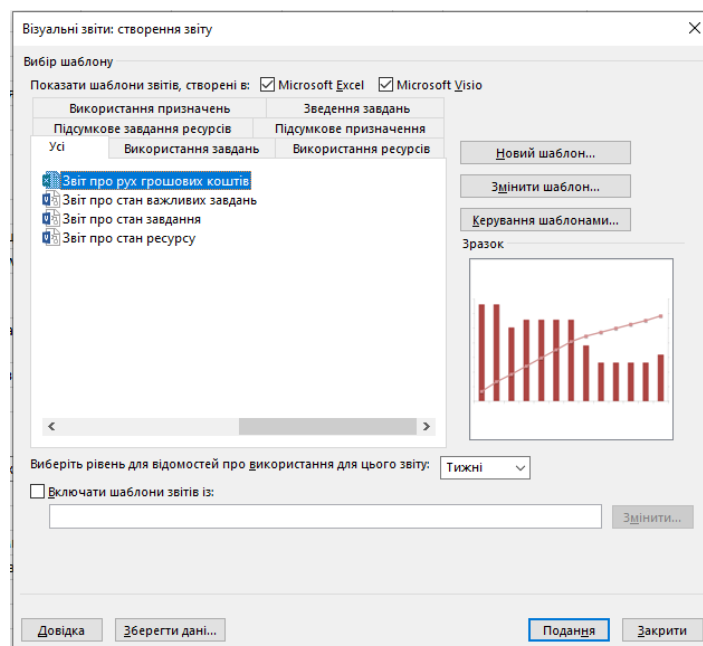 Візуальні звіти: створення звіту
Вибір шаблону
Показати шаблони звітів, створені в: Microsoft Excel Microsoft Visio
Використання призначень Зведення завдань
Підсумкове завдання ресурсів Підсумкове призначення
Усі Використання завдань Використання ресурсів
Звіт про рух грошових коштів
Звіт про стан важливих завдань
Звіт про стан завдання
Звіт про стан ресурсу
Новий шаблон...
Змінити шаблон...
Керування шаблонами...
Зразок
Виберіть рівень для відомостей про використання для цього звіту: Тижні
Включати шаблони звітів із:
Змінити...
Довідка Зберегти дані... Подання Закрити